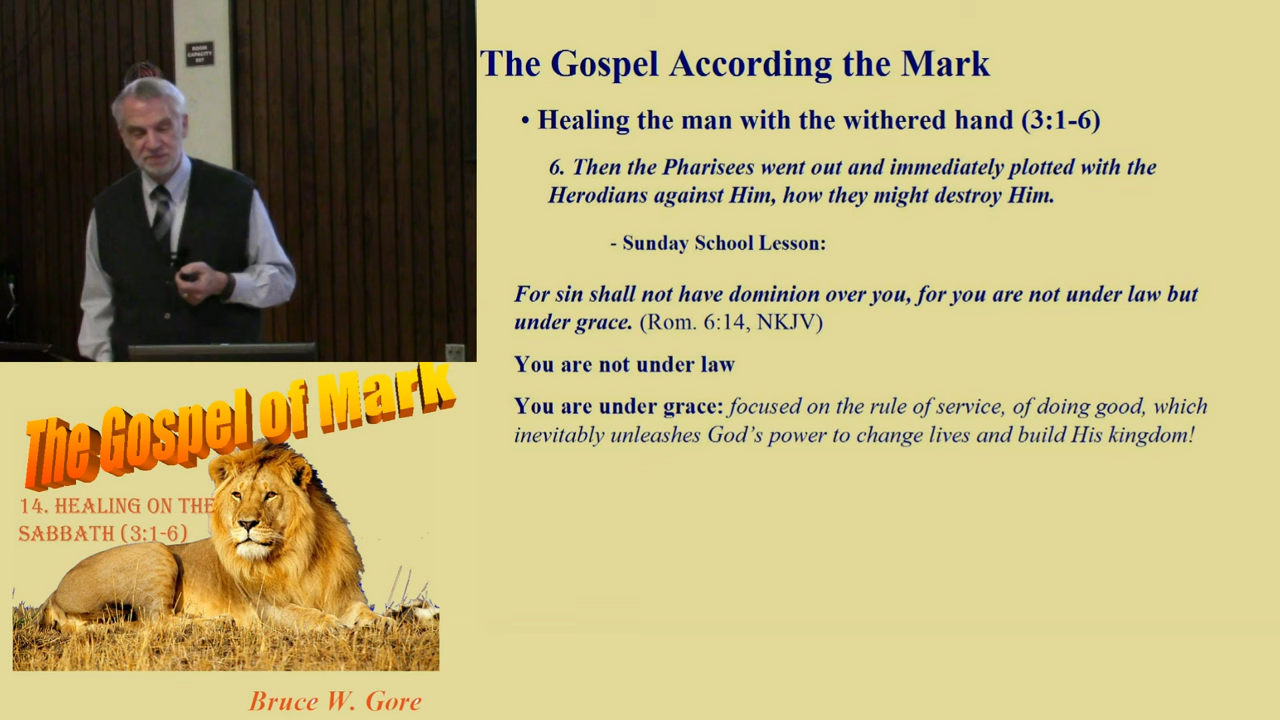 ROOM
CAPACITY
The Gospel According the Mark
• Healing the man with the withered hand (3:1-6)
6. Then the Pharisees went out and immediately plotted with the
Herodians against Him, how they might destroy Him.
- Sunday School Lesson:
For sin shall not have dominion over you, for you are not under law but
under grace. (Rom. 6:14, NKJV)
You are not under law
You are under grace: focused on the rule of service, of doing good, which
inevitably unleashes God's power to change lives and build His kingdom!
The Gospel of Mark
14. HEALING ON THE
SABBATH (3:1-6)
Bruce W. Gore